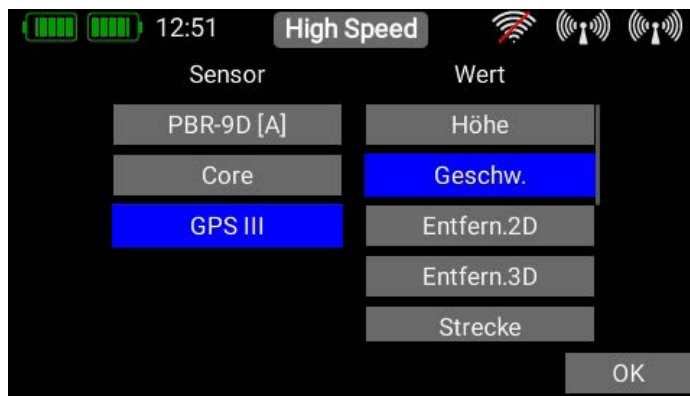 12:51 High Speed
Sensor Wert
PBR-9D [A] Höhe
Core Geschw.
GPS III Entfern.2D
Entfern.3D
Strecke
OK